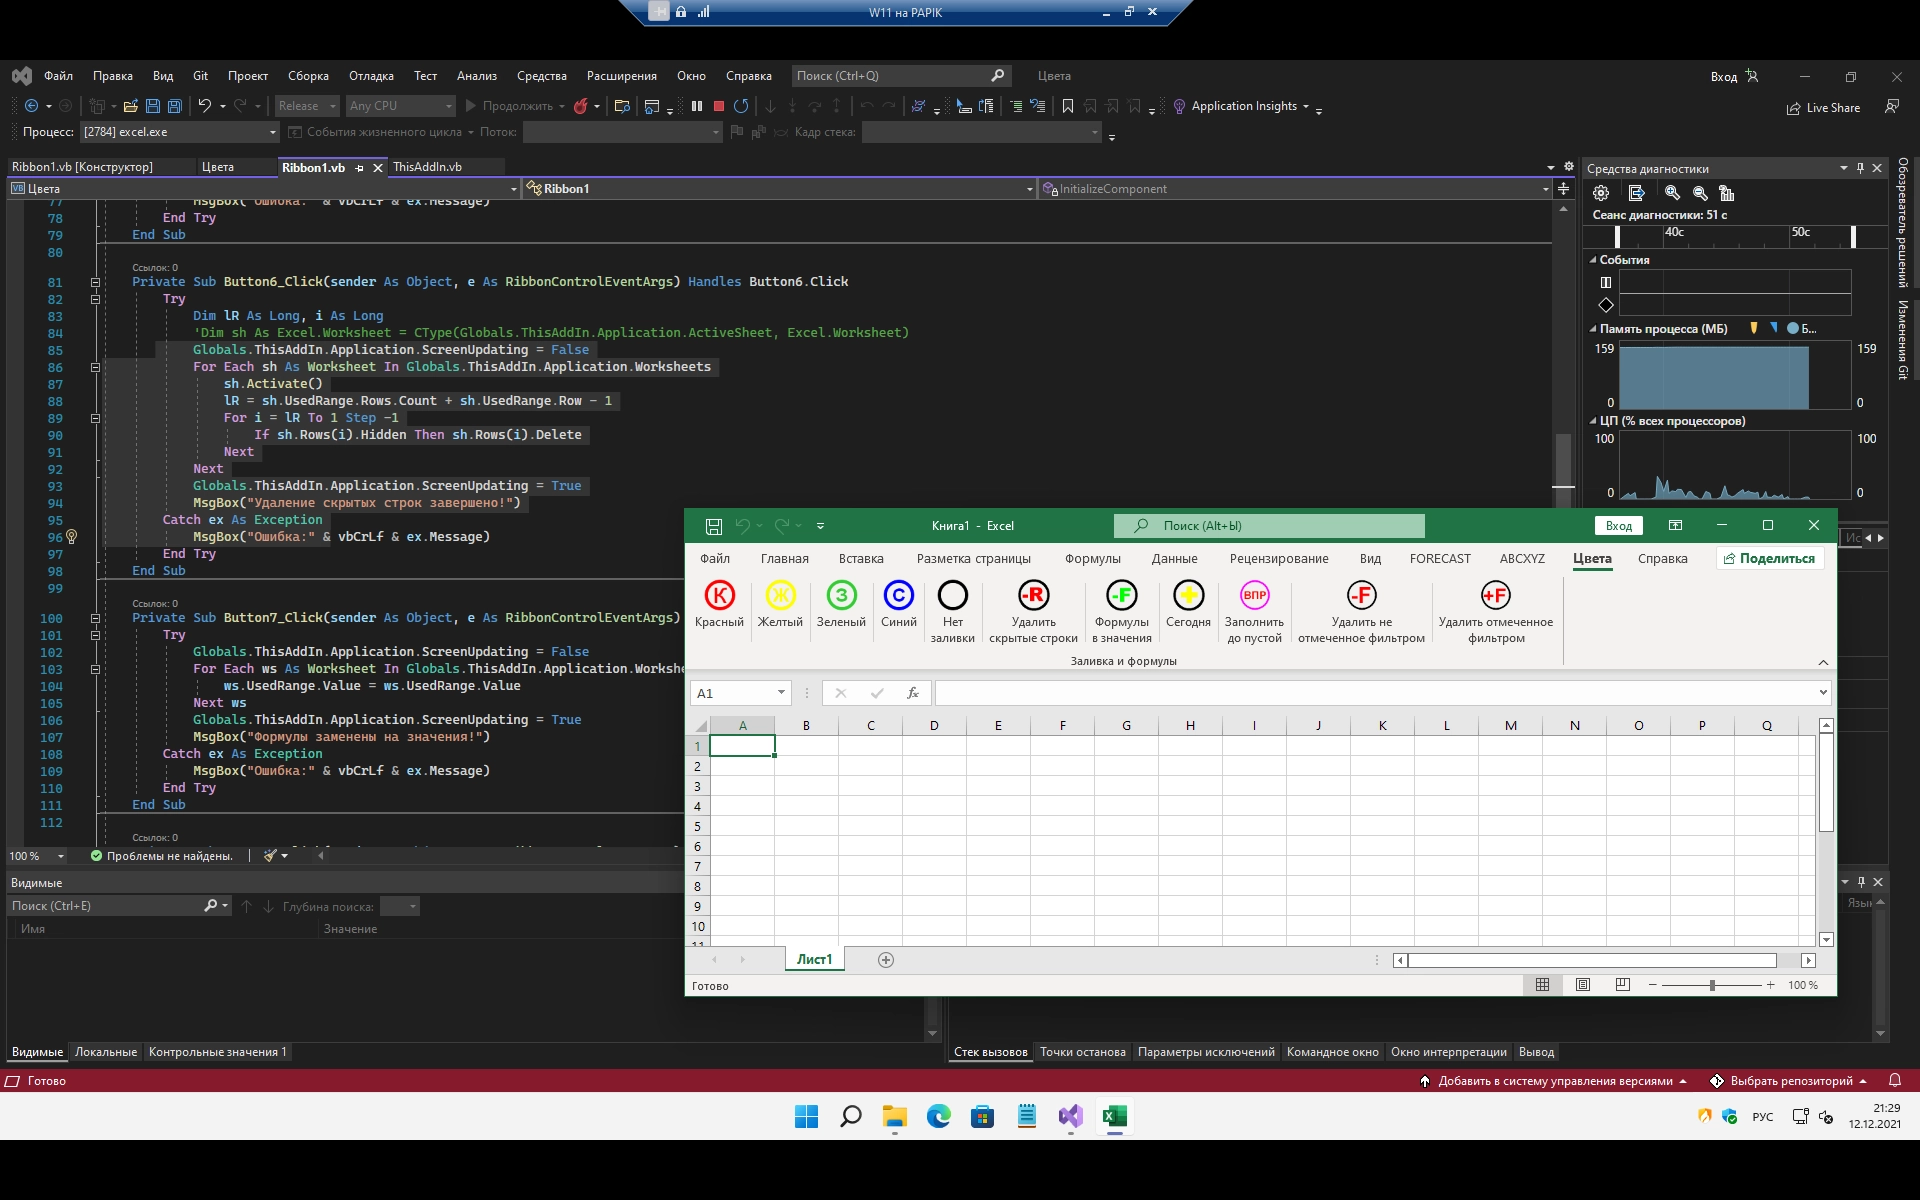 W11 на PAPIK
Файл Правка Вид Git Проект Сборка Отладка Тест Анализ Средства Расширения Окно Справка Поиск (Ctrl+Q) Цвета Вход
Release Any CPU Продолжить Application Insights Live Share
Процесс: [2784] excel.exe События жизненного цикла Поток: Кадр стека:
Ribbon1.vb [Конструктор] Цвета Ribbon1.vb ThisAddIn.vb
VB Цвета Ribbon1 InitializeComponent
77 MsgBox("Ошибка:" & vbCrLf & ex.Message)
78 End Try
79 End Sub
80
Ссылок: 0
81 Private Sub Button6_Click(sender As Object, e As RibbonControlEventArgs) Handles Button6.Click
82 Try
83 Dim lR As Long, i As Long
84 'Dim sh As Excel.Worksheet = CType(Globals.ThisAddIn.Application.ActiveSheet, Excel.Worksheet)
85 Globals.ThisAddIn.Application.ScreenUpdating = False
86 For Each sh As Worksheet In Globals.ThisAddIn.Application.Worksheets
87 sh.Activate()
88 lR = sh.UsedRange.Rows.Count + sh.UsedRange.Row - 1
89 For i = lR To 1 Step -1
90 If sh.Rows(i).Hidden Then sh.Rows(i).Delete
91 Next
92 Next
93 Globals.ThisAddIn.Application.ScreenUpdating = True
94 MsgBox("Удаление скрытых строк завершено!")
95 Catch ex As Exception
96 MsgBox("Ошибка:" & vbCrLf & ex.Message)
97 End Try
98 End Sub
99
Ссылок: 0
100 Private Sub Button7_Click(sender As Object, e As RibbonControlEventArgs)
101 Try
102 Globals.ThisAddIn.Application.ScreenUpdating = False
103 For Each ws As Worksheet In Globals.ThisAddIn.Application.Workshe
104 ws.UsedRange.Value = ws.UsedRange.Value
105 Next ws
106 Globals.ThisAddIn.Application.ScreenUpdating = True
107 MsgBox("Формулы заменены на значения!")
108 Catch ex As Exception
109 MsgBox("Ошибка:" & vbCrLf & ex.Message)
110 End Try
111 End Sub
112
Ссылок: 0
100 % Проблемы не найдены.
Видимые
Поиск (Ctrl+E) Глубина поиска:
Имя Значение
Видимые Локальные Контрольные значения 1
Средства диагностики
Сеанс диагностики: 51 с
40с 50с
События
Память процесса (МБ) Б...
159 159
0 0
ЦП (% всех процессоров)
100 100
0 0
Обозреватель решений
Изменения Git
Ис
Книга1 - Excel Поиск (Alt+Ы) Вход
Файл Главная Вставка Разметка страницы Формулы Данные Рецензирование Вид FORECAST ABCXYZ Цвета Справка Поделиться
К Ж З С -R -F ВПР -F +F
Красный Желтый Зеленый Синий Нет заливки Удалить скрытые строки Формулы в значения Сегодня Заполнить до пустой Удалить не отмеченное фильтром Удалить отмеченное фильтром
Заливка и формулы
A1 fx
A B C D E F G H I J K L M N O P Q
1
2
3
4
5
6
7
8
9
10
11
Лист1
Готово 100 %
Язык
Стек вызовов Точки останова Параметры исключений Командное окно Окно интерпретации Вывод
Готово Добавить в систему управления версиями Выбрать репозиторий
РУС 21:29
12.12.2021